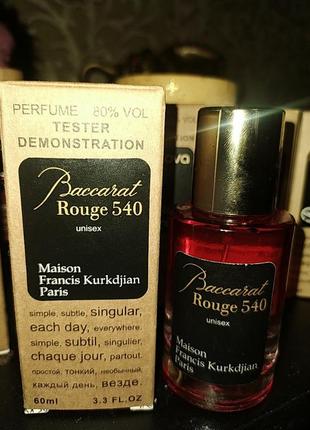 PERFUME 80% VOL
TESTER
DEMONSTRATION
Baccarat
Rouge 540
unisex
Maison
Francis Kurkdjian
Paris
simple, subtle, singular,
each day, everywhere.
simple, subtil, singulier,
chaque jour, partout.
простой, тонкий, необычный,
каждый день, везде.
60ml 3.3 FL.OZ
Baccarat
Rouge 540
unisex
Maison
Francis Kurkdjian
Paris